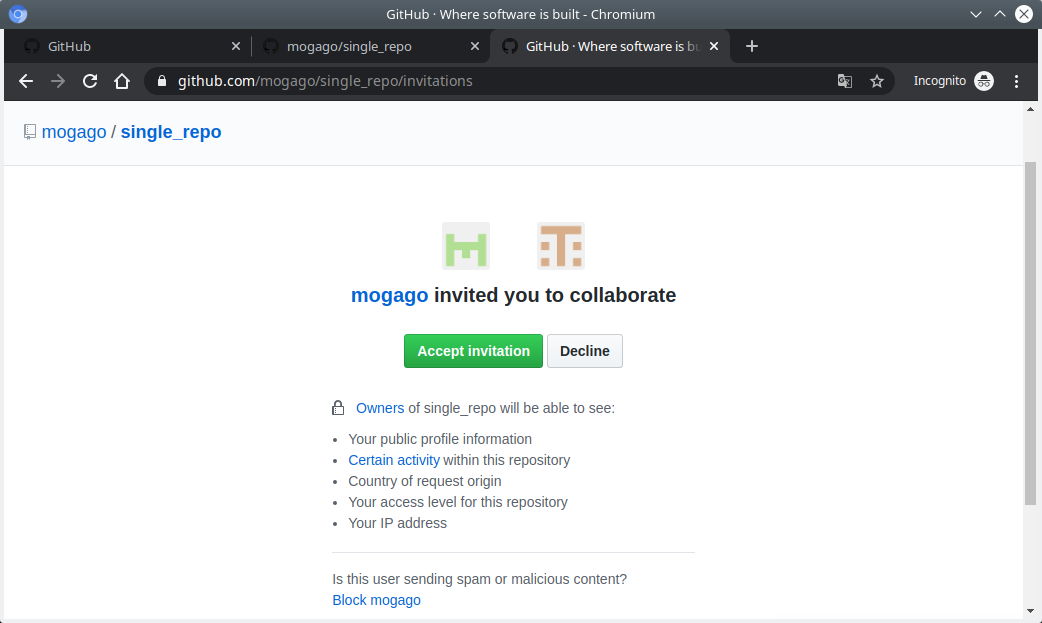 GitHub · Where software is built - Chromium
GitHub
mogago/single_repo
GitHub · Where software is bu
github.com/mogago/single_repo/invitations
Incognito
mogago / single_repo
mogago invited you to collaborate
Accept invitation
Decline
Owners of single_repo will be able to see:
• Your public profile information
• Certain activity within this repository
• Country of request origin
• Your access level for this repository
• Your IP address
Is this user sending spam or malicious content?
Block mogago